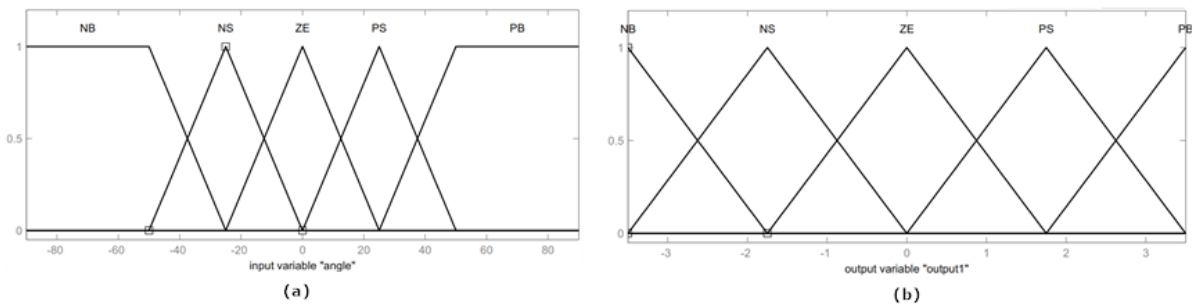 NB NS ZE PS PB
1
0.5
0
-80 -60 -40 -20 0 20 40 60 80
input variable "angle"
(a)
NB NS ZE PS PB
1
0.5
0
-3 -2 -1 0 1 2 3
output variable "output1"
(b)